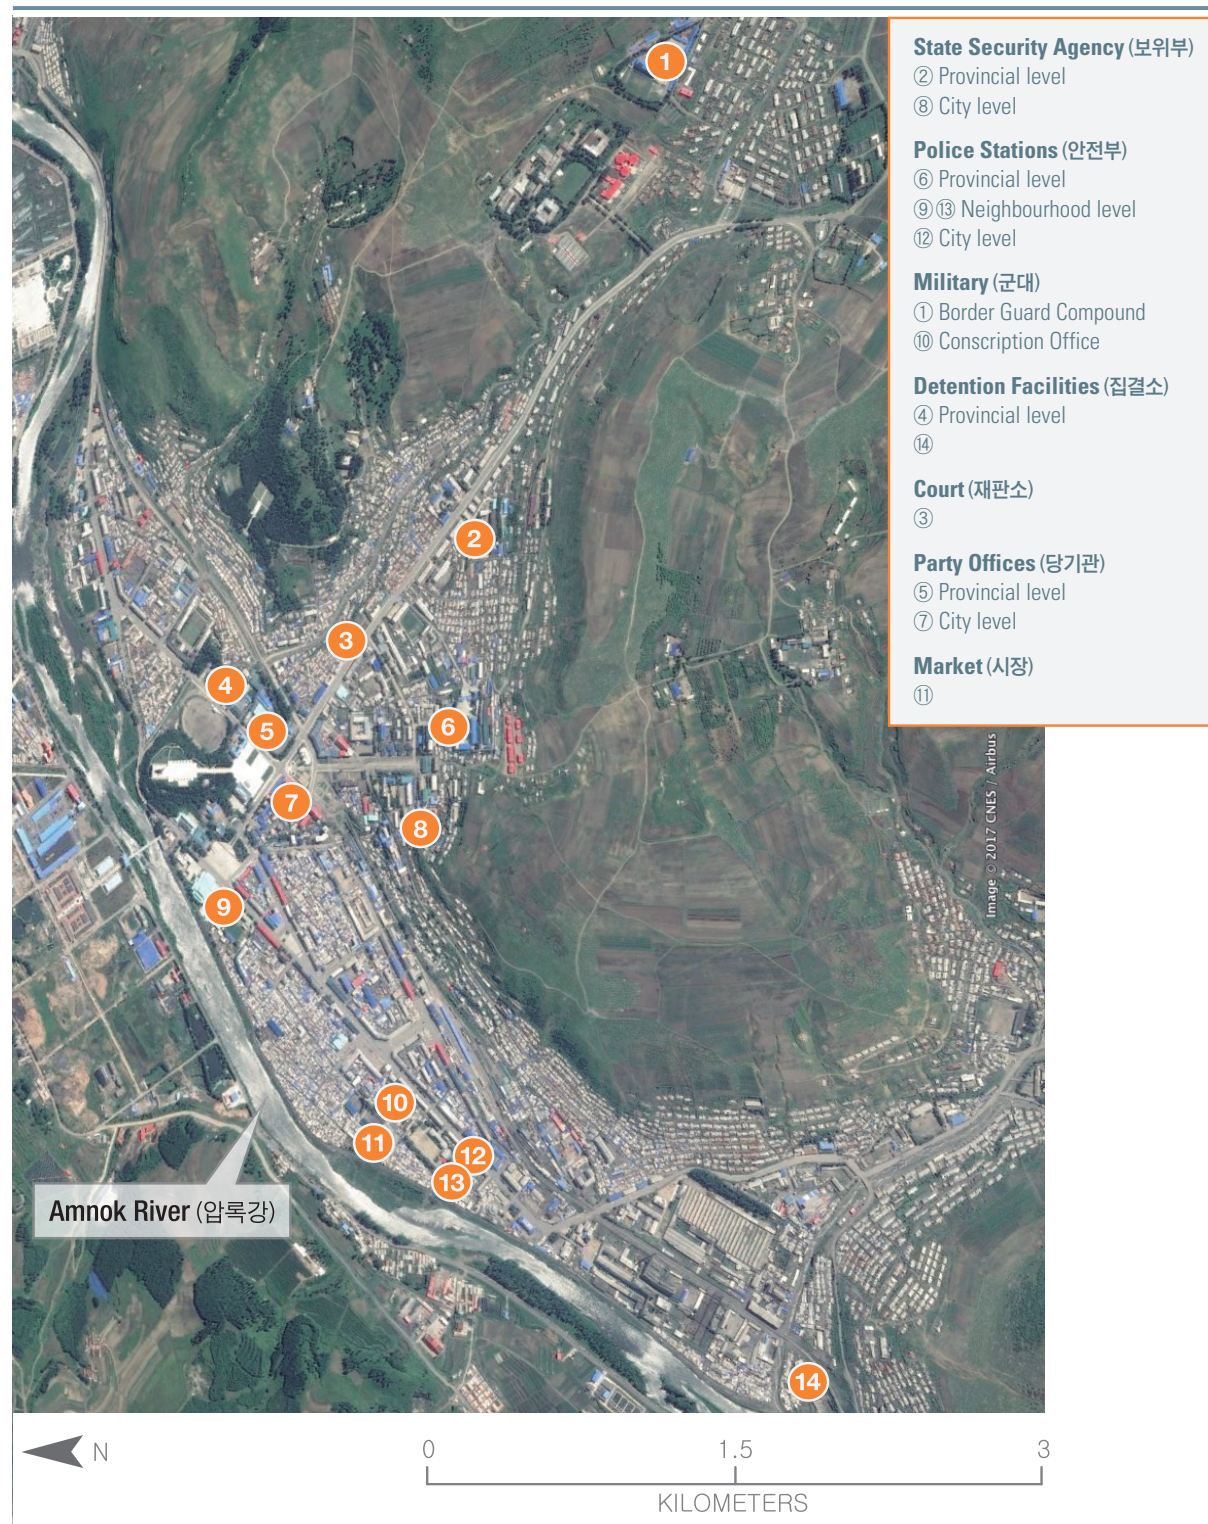 State Security Agency (보위부)
② Provincial level
⑧ City level
Police Stations (안전부)
⑥ Provincial level
⑨⑬ Neighbourhood level
⑫ City level
Military (군대)
① Border Guard Compound
⑩ Conscription Office
Detention Facilities (집결소)
④ Provincial level
⑭
Court (재판소)
③
Party Offices (당기관)
⑤ Provincial level
⑦ City level
Market (시장)
⑪
1
2
3
4
5
6
7
8
9
10
11
12
13
14
Amnok River (압록강)
Image © 2017 CNES / Airbus
N
0 1.5 3
KILOMETERS